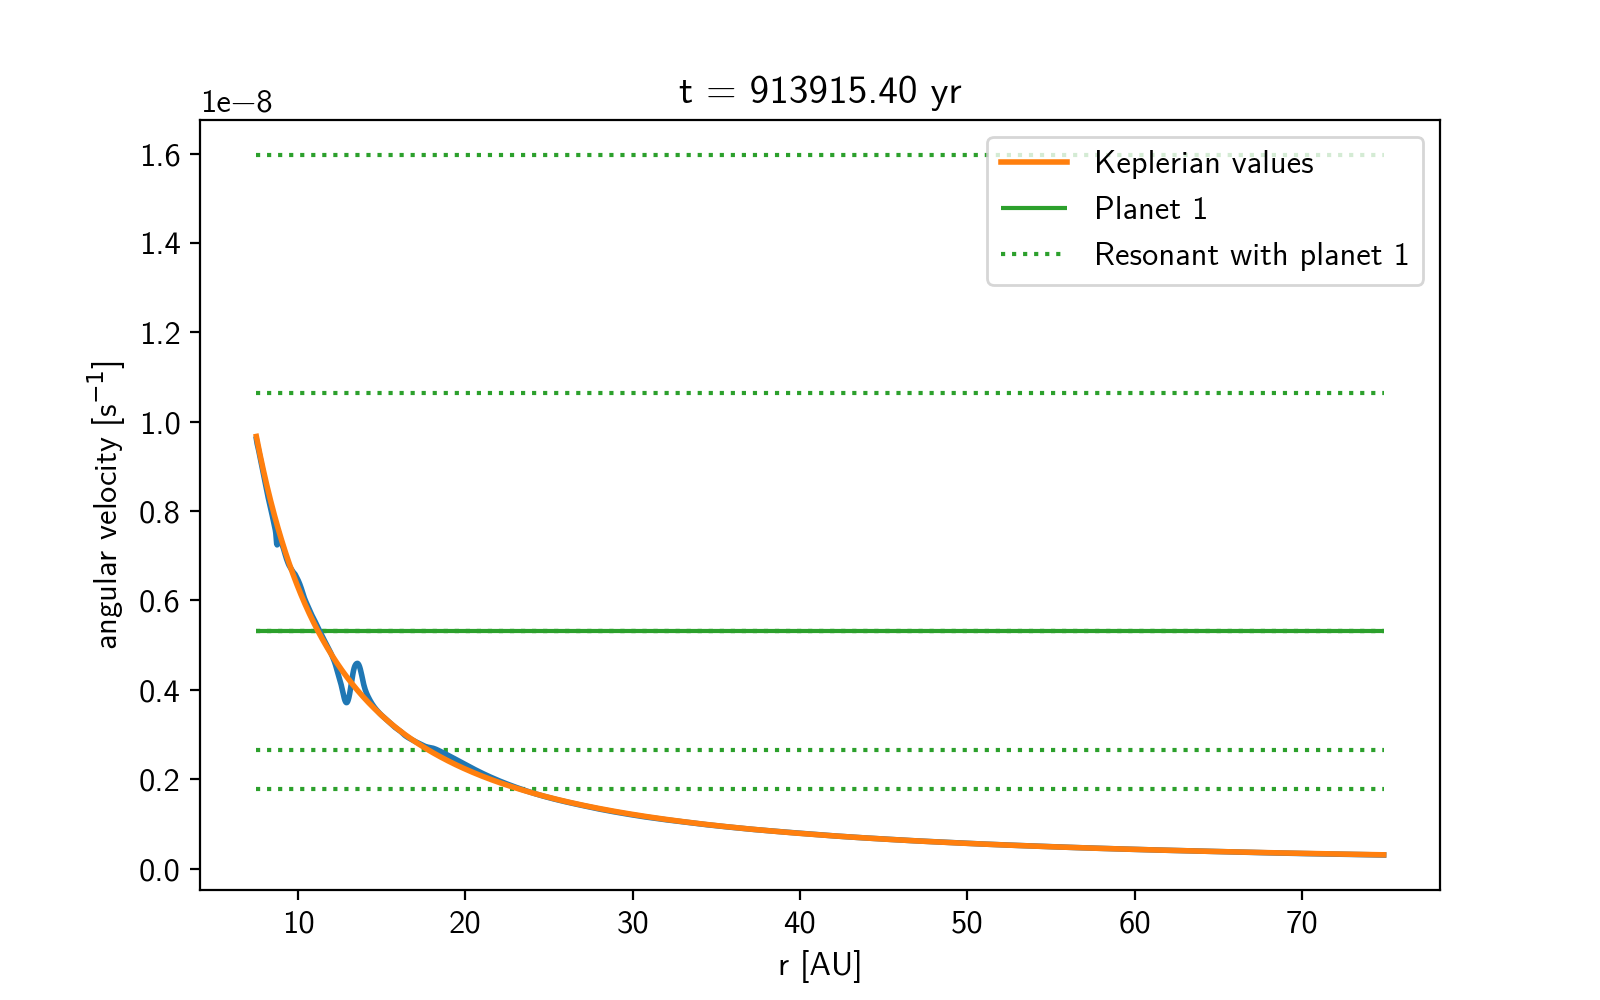 t = 913915.40 yr
1e−8
1.6
1.4
1.2
1.0
0.8
0.6
0.4
0.2
0.0
angular velocity [s⁻¹]
Keplerian values
Planet 1
Resonant with planet 1
10 20 30 40 50 60 70
r [AU]